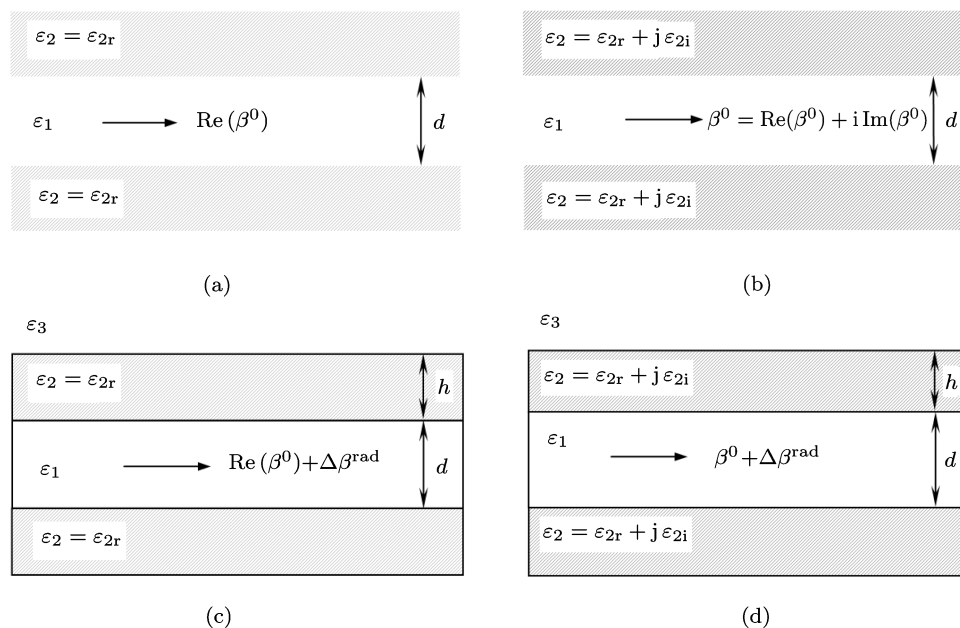 ε₂ = ε₂ᵣ
ε₁
Re (β⁰)
d
ε₂ = ε₂ᵣ
(a)
ε₂ = ε₂ᵣ + j ε₂ᵢ
ε₁
β⁰ = Re(β⁰) + i Im(β⁰)
d
ε₂ = ε₂ᵣ + j ε₂ᵢ
(b)
ε₃
ε₂ = ε₂ᵣ
h
ε₁
Re (β⁰)+Δβʳᵃᵈ
d
ε₂ = ε₂ᵣ
(c)
ε₃
ε₂ = ε₂ᵣ + j ε₂ᵢ
h
ε₁
β⁰ +Δβʳᵃᵈ
d
ε₂ = ε₂ᵣ + j ε₂ᵢ
(d)